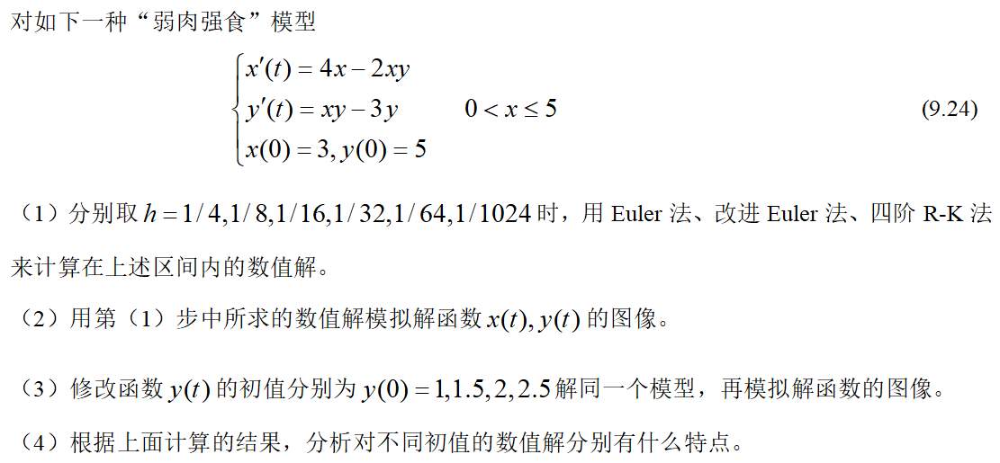 对如下一种“弱肉强食”模型
x′(t) = 4x − 2xy
y′(t) = xy − 3y 0 < x ≤ 5 (9.24)
x(0) = 3, y(0) = 5
（1）分别取 h = 1/4,1/8,1/16,1/32,1/64,1/1024 时，用 Euler 法、改进 Euler 法、四阶 R-K 法
来计算在上述区间内的数值解。
（2）用第（1）步中所求的数值解模拟解函数 x(t), y(t) 的图像。
（3）修改函数 y(t) 的初值分别为 y(0) = 1,1.5,2,2.5 解同一个模型，再模拟解函数的图像。
（4）根据上面计算的结果，分析对不同初值的数值解分别有什么特点。